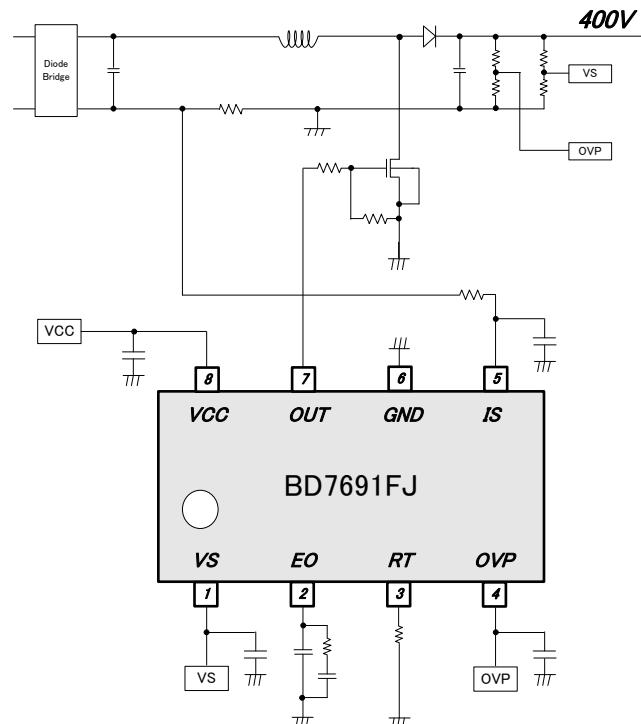 400V
Diode
Bridge
VS
OVP
VCC
8
7
6
5
VCC
OUT
GND
IS
BD7691FJ
VS
EO
RT
OVP
1
2
3
4
VS
OVP